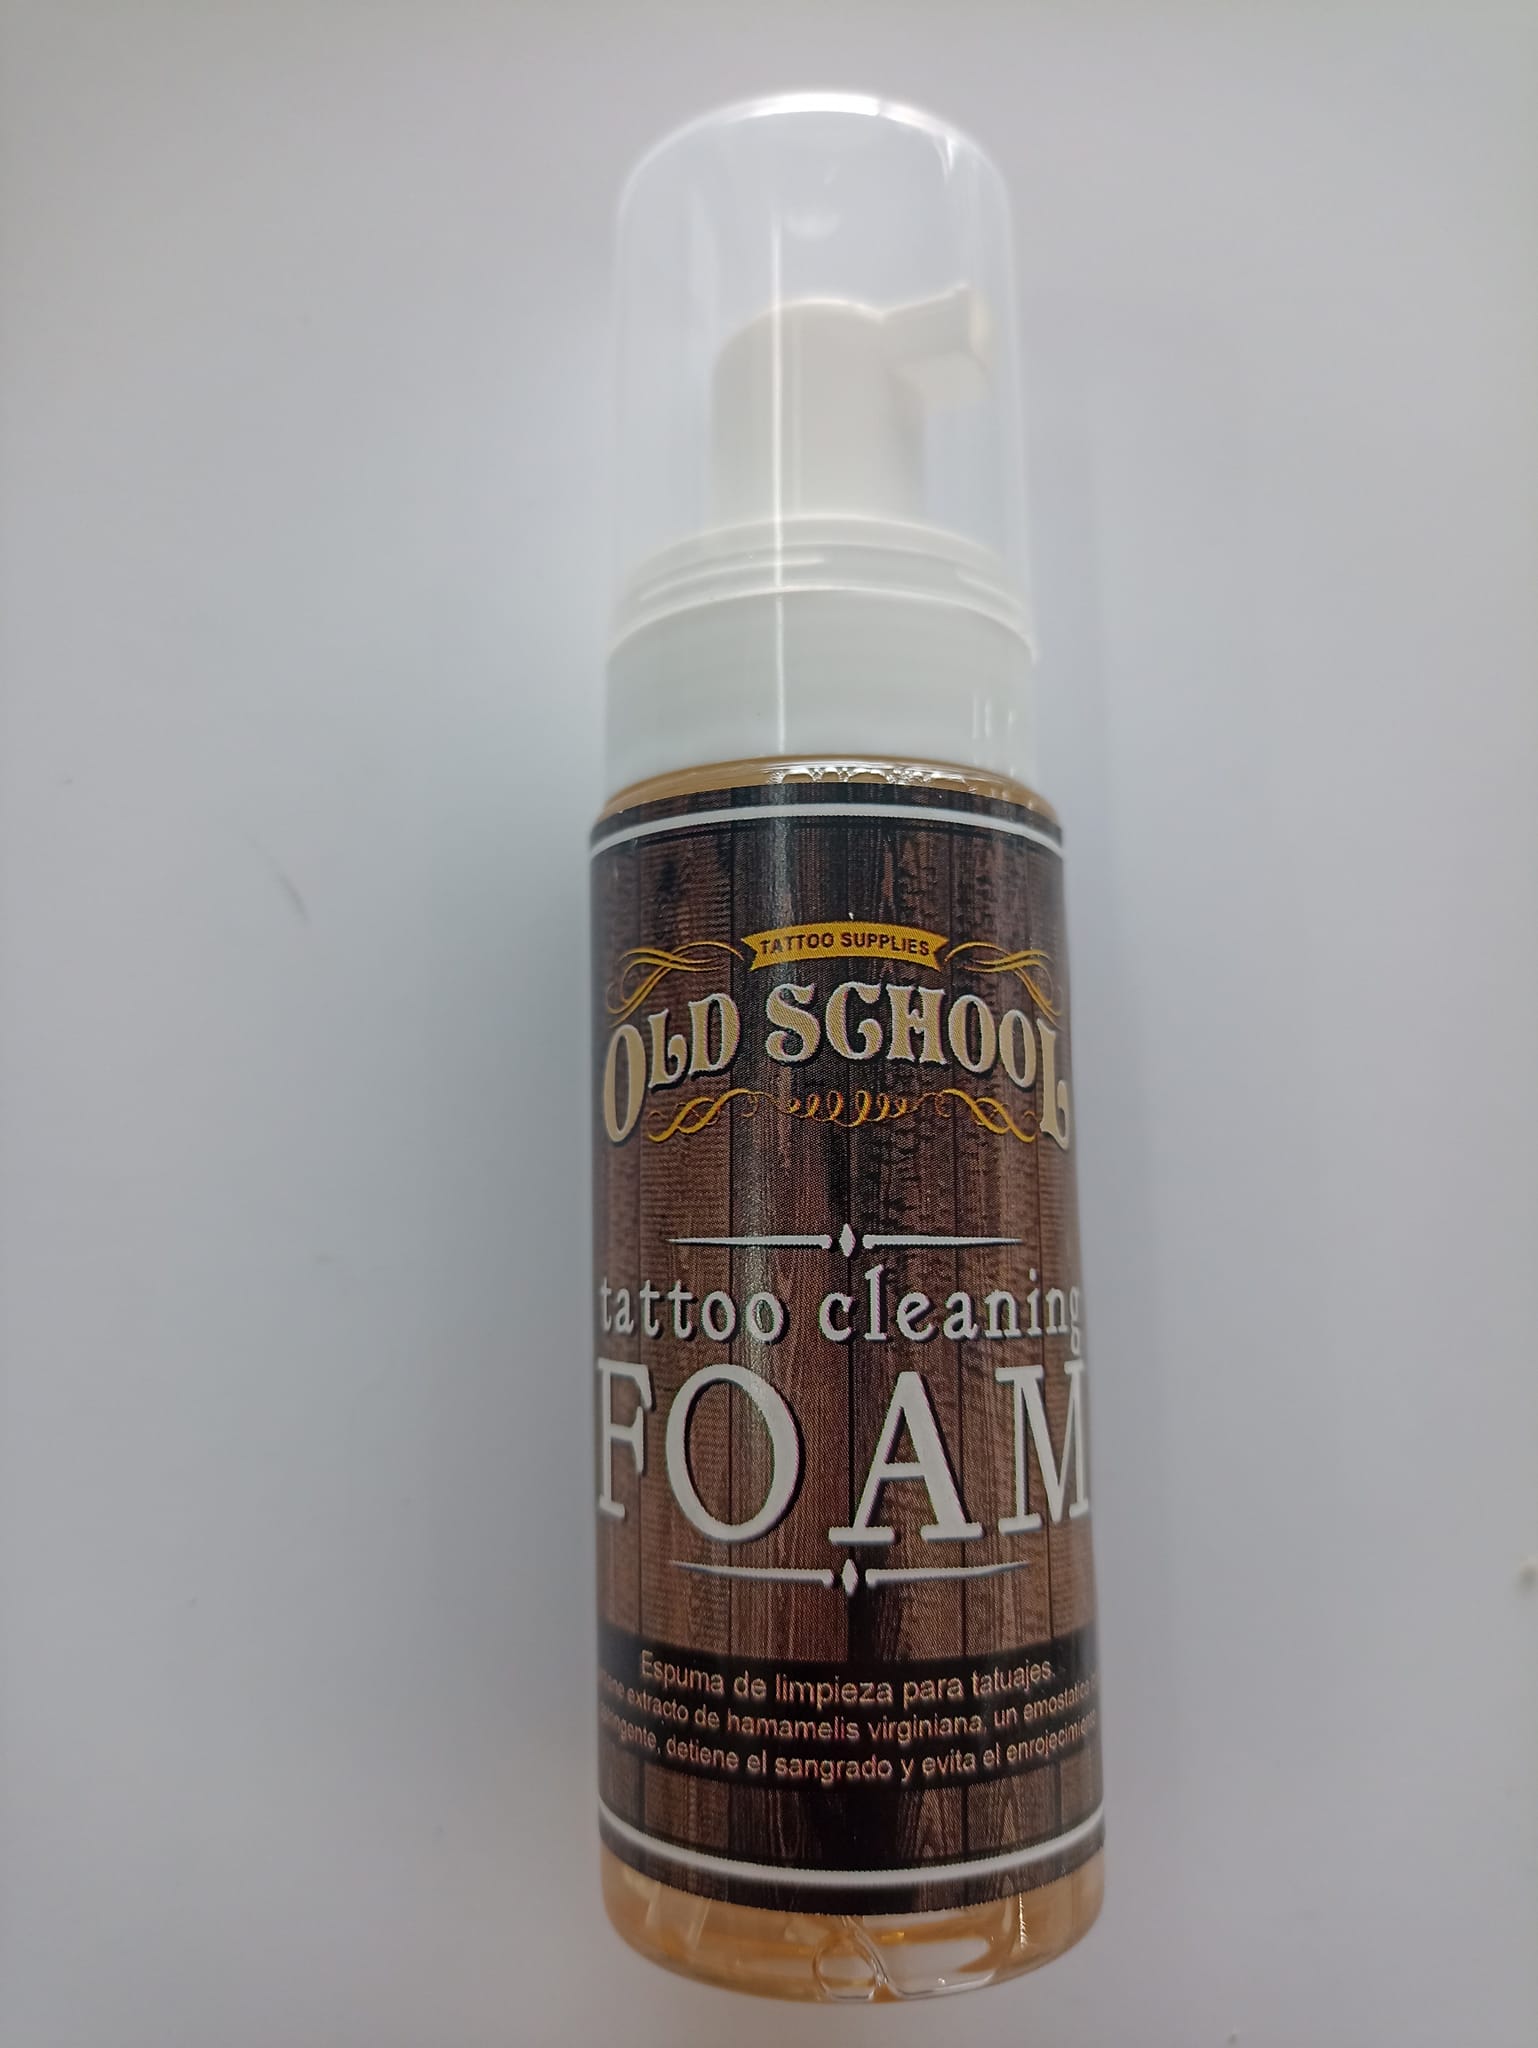 TATTOO SUPPLIES
OLD SCHOOL
tattoo cleaning
FOAM
Espuma de limpieza para tatuajes.
extracto de hamamelis virginiana, un emostatico
detiene el sangrado y evita el enrojecimiento